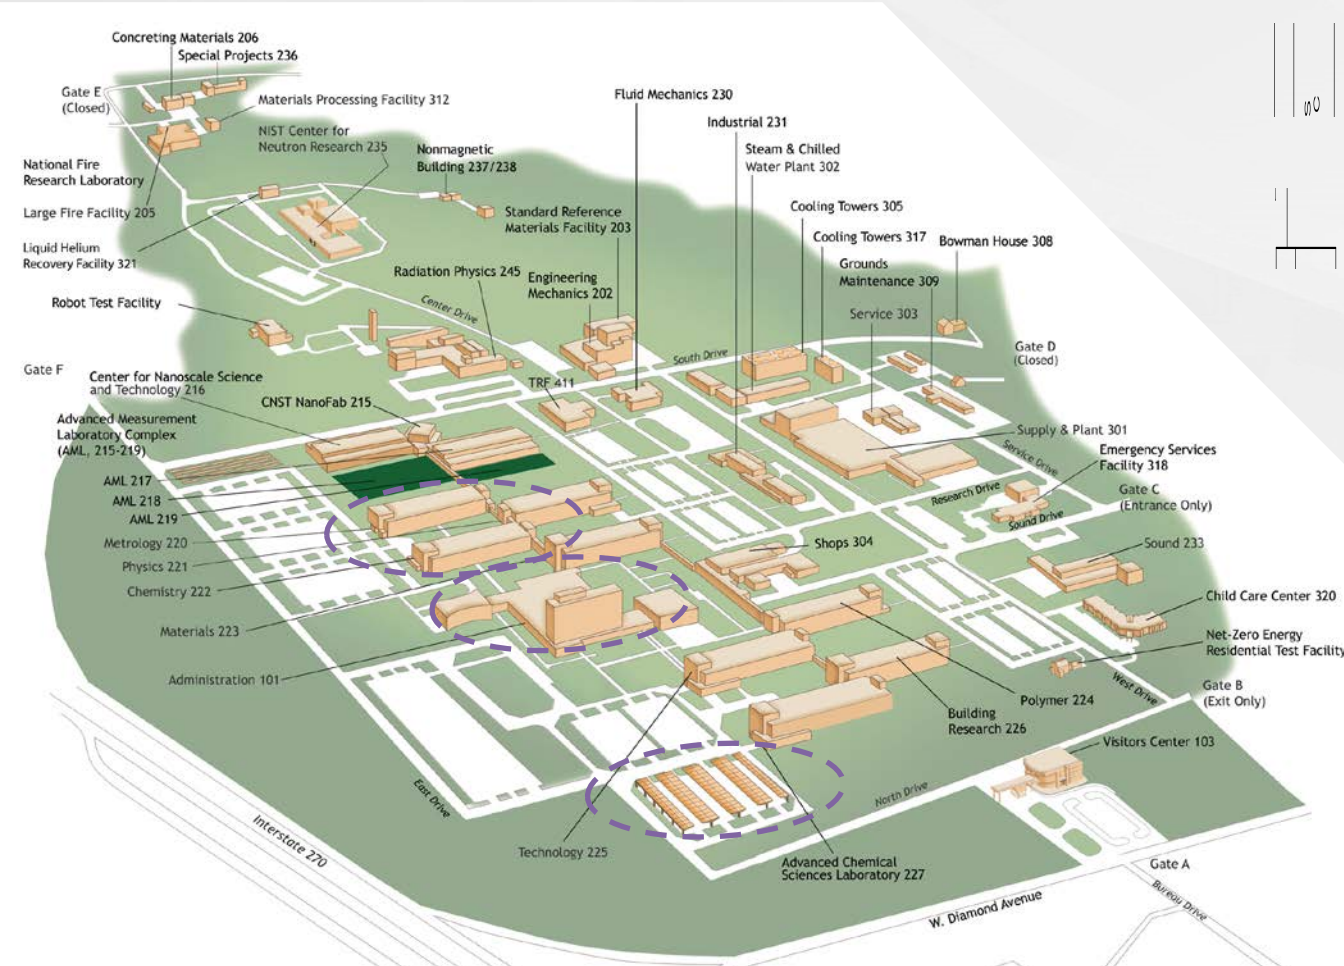 Concreting Materials 206
Special Projects 236
Gate E
(Closed)
Materials Processing Facility 312
NIST Center for
Neutron Research 235
Nonmagnetic
Building 237/238
Fluid Mechanics 230
Industrial 231
Steam & Chilled
Water Plant 302
National Fire
Research Laboratory
Large Fire Facility 205
Standard Reference
Materials Facility 203
Cooling Towers 305
Cooling Towers 317
Bowman House 308
Liquid Helium
Recovery Facility 321
Radiation Physics 245
Engineering
Mechanics 202
Grounds
Maintenance 309
Robot Test Facility
Center Drive
Service 303
South Drive
Gate D
(Closed)
Gate F
Center for Nanoscale Science
and Technology 216
TRF 411
CNST NanoFab 215
Advanced Measurement
Laboratory Complex
(AML, 215-219)
Supply & Plant 301
Service Drive
Emergency Services
Facility 318
AML 217
AML 218
AML 219
Research Drive
Sound Drive
Gate C
(Entrance Only)
Metrology 220
Physics 221
Chemistry 222
Materials 223
Administration 101
Shops 304
Sound 233
Child Care Center 320
Net-Zero Energy
Residential Test Facility
West Drive
Gate B
(Exit Only)
Polymer 224
Building
Research 226
Visitors Center 103
East Drive
North Drive
Interstate 270
Technology 225
Advanced Chemical
Sciences Laboratory 227
Gate A
W. Diamond Avenue
Bureau Drive
sc